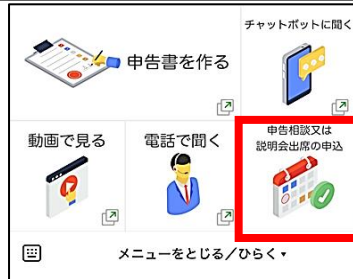 チャットボットに聞く
申告書を作る
動画で見る
電話で聞く
申告相談又は
説明会出席の申込
メニューをとじる/ひらく▾